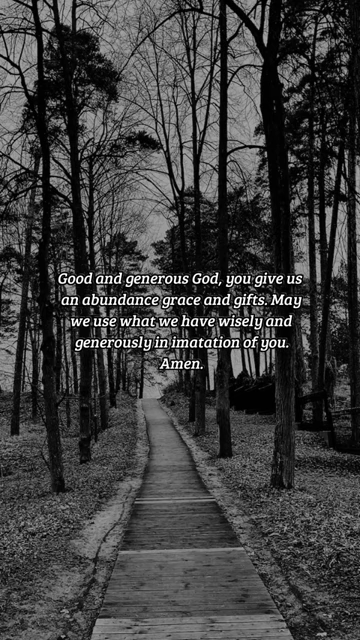 Good and generous God, you give us
an abundance grace and gifts. May
we use what we have wisely and
generously in imatation of you.
Amen.